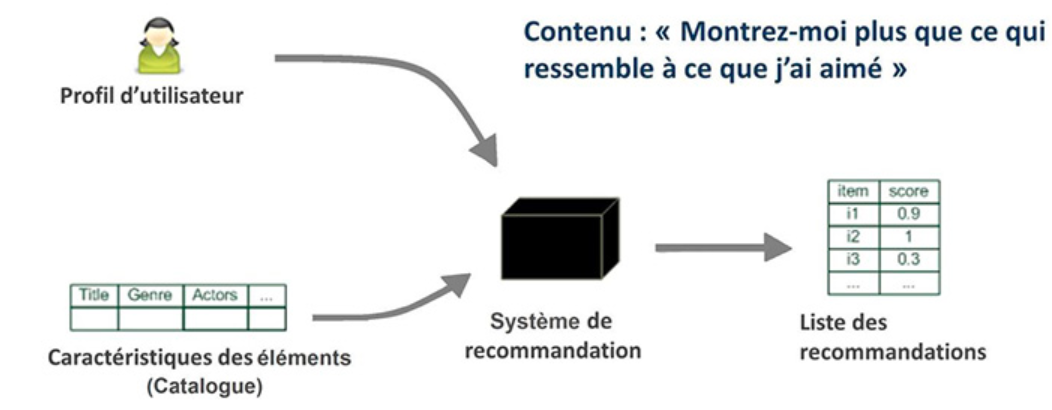 Contenu : « Montrez-moi plus que ce qui
ressemble à ce que j'ai aimé »
Profil d'utilisateur
item score
i1 0.9
i2 1
i3 0.3
... ...
Title Genre Actors ...
Système de
recommandation
Liste des
recommandations
Caractéristiques des éléments
(Catalogue)